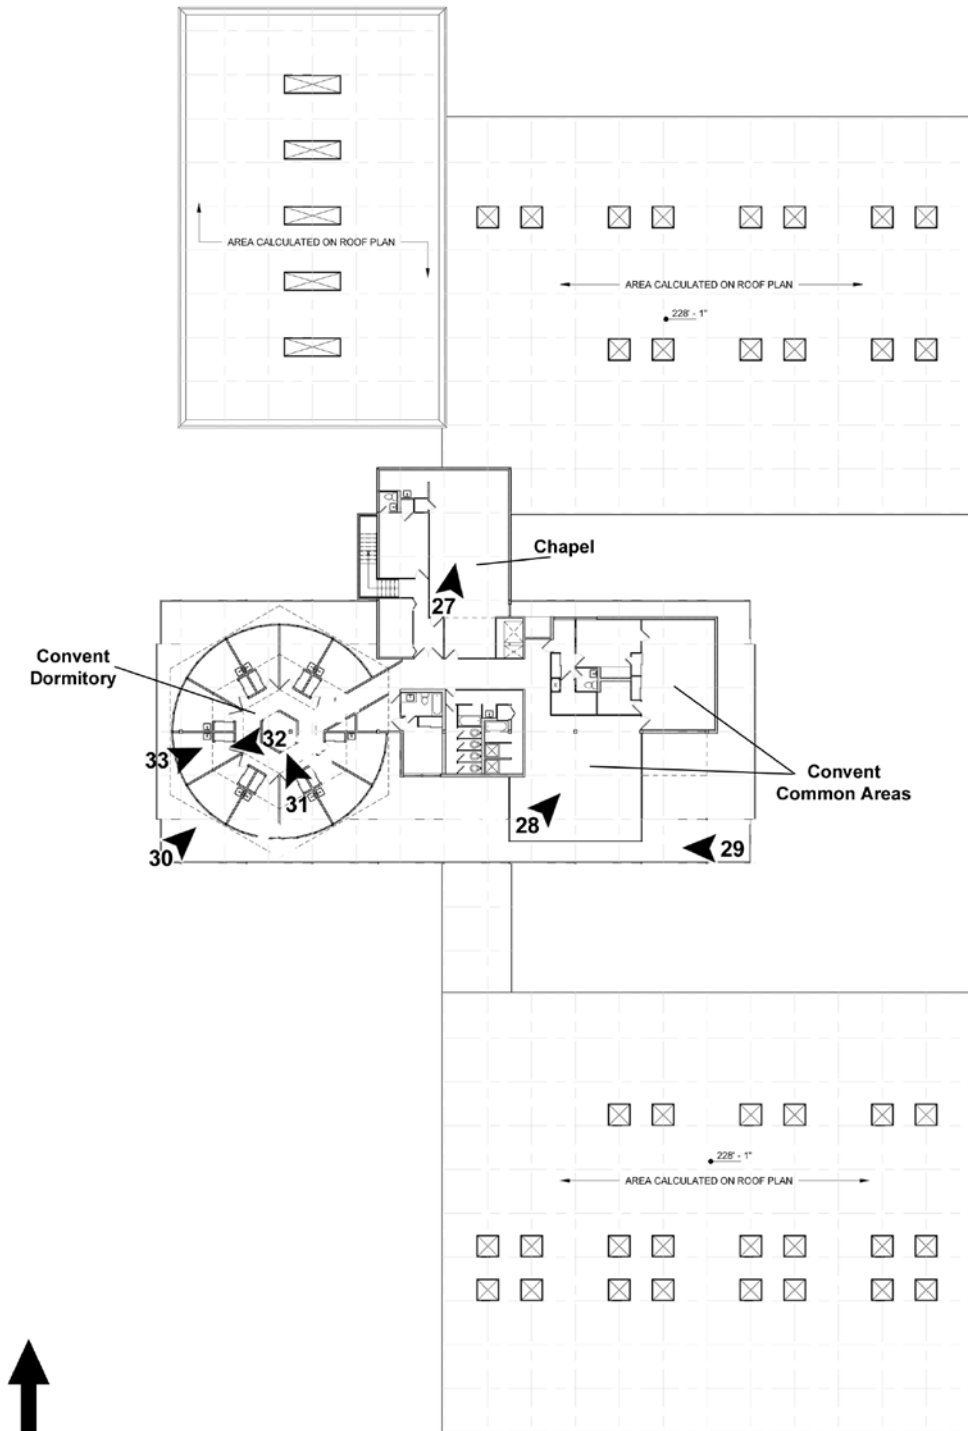 AREA CALCULATED ON ROOF PLAN
AREA CALCULATED ON ROOF PLAN
228' - 1"
Chapel
27
Convent
Dormitory
32
33
31
30
28
29
Convent
Common Areas
228' - 1"
AREA CALCULATED ON ROOF PLAN